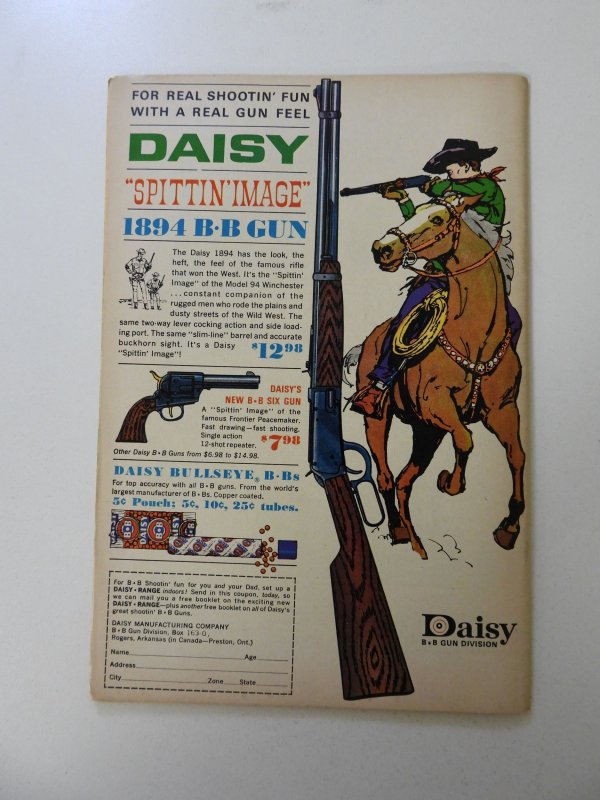 FOR REAL SHOOTIN' FUN
WITH A REAL GUN FEEL
DAISY
"SPITTIN' IMAGE"
1894 B•B GUN
The Daisy 1894 has the look, the
heft, the feel of the famous rifle
that won the West. It's the "Spittin'
Image" of the Model 94 Winchester
...constant companion of the
rugged men who rode the plains and
dusty streets of the Wild West. The
same two-way lever cocking action and side load-
ing port. The same "slim-line" barrel and accurate
buckhorn sight. It's a Daisy
"Spittin' Image"! $12.98
DAISY'S
NEW B•B SIX GUN
A "Spittin' Image" of the
famous Frontier Peacemaker.
Fast drawing—fast shooting.
Single action
12-shot repeater. $7.98
Other Daisy B•B Guns from $6.98 to $14.98.
DAISY BULLSEYE, B•Bs
For top accuracy with all B•B guns. From the world's
largest manufacturer of B•Bs. Copper coated.
5¢ Pouch; 5¢, 10¢, 25¢ tubes.
DAISY
BB
DAISY
For B•B Shootin' fun for you and your Dad, set up a
DAISY•RANGE indoors! Send in this coupon, today, so
we can mail you a free booklet on the exciting new
DAISY•RANGE—plus another free booklet on all of Daisy's
great shootin' B•B Guns.
DAISY MANUFACTURING COMPANY
B•B Gun Division, Box 163-D,
Rogers, Arkansas (in Canada—Preston, Ont.)
Name Age
Address
City Zone State
Daisy
B•B GUN DIVISION